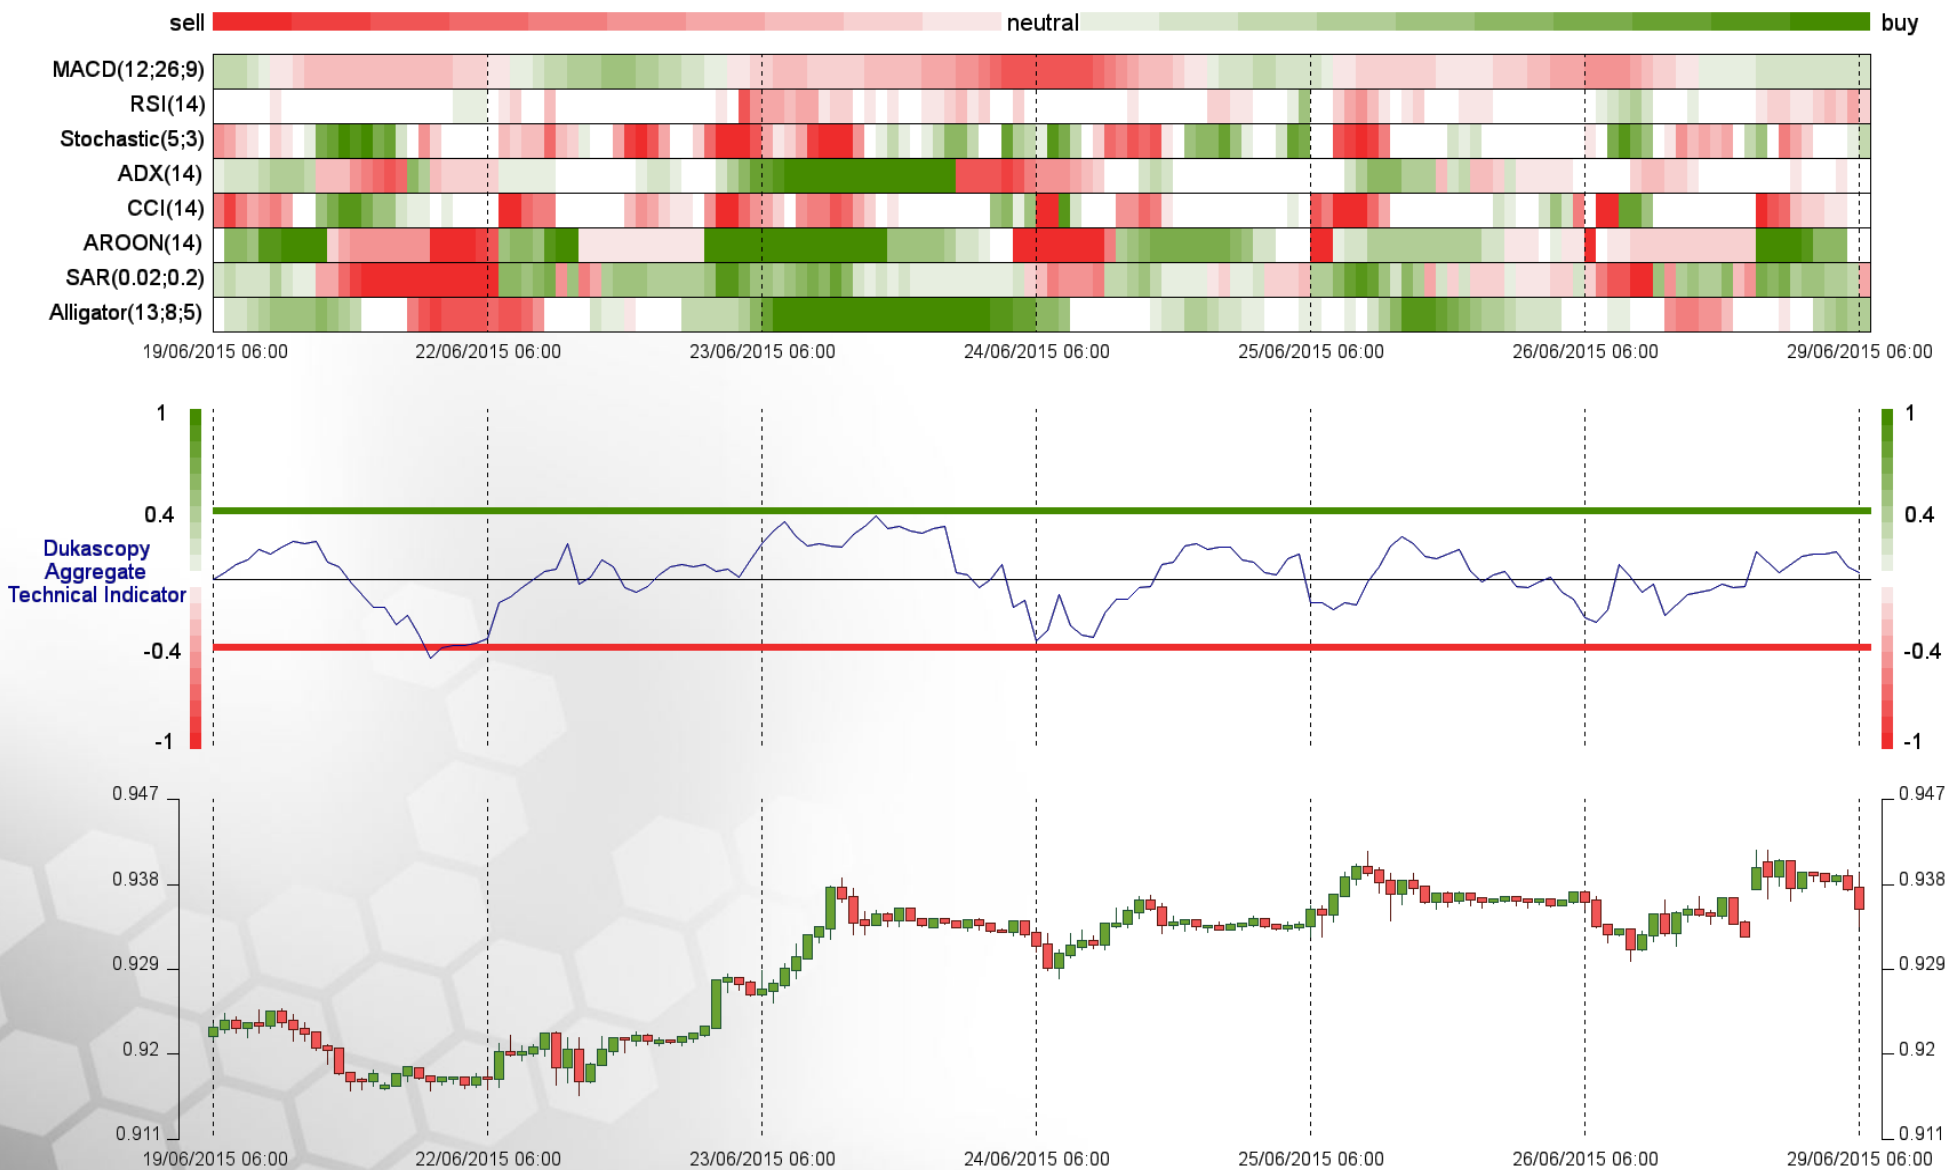 sell neutral buy
MACD(12;26;9)
RSI(14)
Stochastic(5;3)
ADX(14)
CCI(14)
AROON(14)
SAR(0.02;0.2)
Alligator(13;8;5)
19/06/2015 06:00 22/06/2015 06:00 23/06/2015 06:00 24/06/2015 06:00 25/06/2015 06:00 26/06/2015 06:00 29/06/2015 06:00
1 1
0.4 0.4
Dukascopy
Aggregate
Technical Indicator
-0.4 -0.4
-1 -1
0.947 0.947
0.938 0.938
0.929 0.929
0.92 0.92
0.911 0.911
19/06/2015 06:00 22/06/2015 06:00 23/06/2015 06:00 24/06/2015 06:00 25/06/2015 06:00 26/06/2015 06:00 29/06/2015 06:00